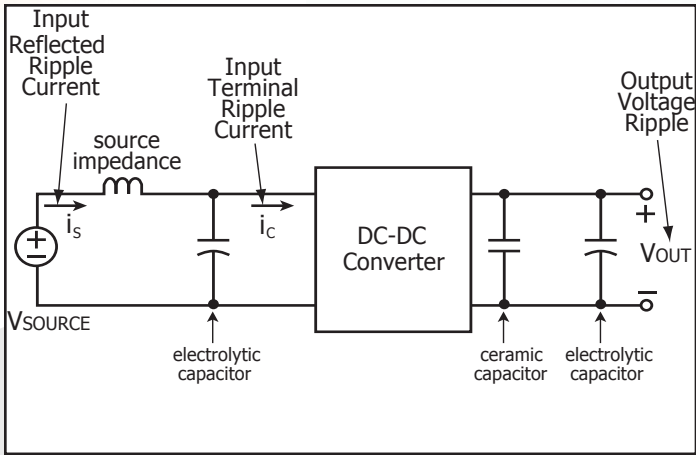 Input
Reflected
Ripple
Current
Input
Terminal
Ripple
Current
Output
Voltage
Ripple
source
impedance
iS
iC
DC-DC
Converter
+
−
+
VOUT
−
VSOURCE
electrolytic
capacitor
ceramic
capacitor
electrolytic
capacitor